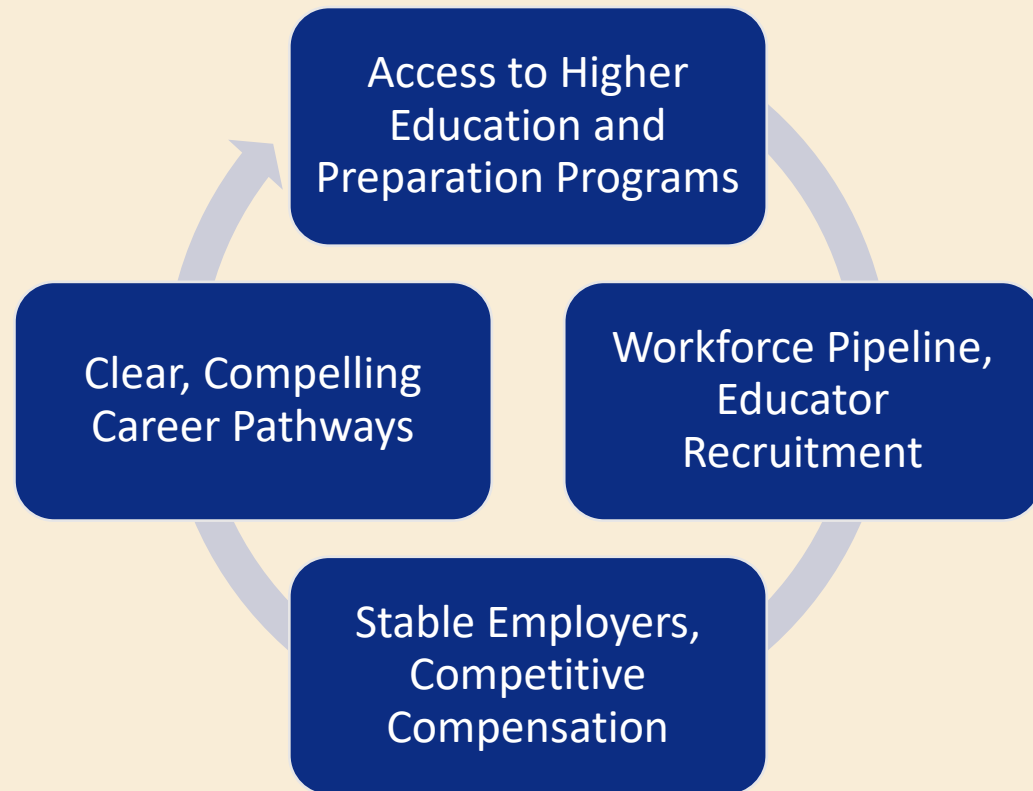 Access to Higher
Education and
Preparation Programs
Workforce Pipeline,
Educator
Recruitment
Stable Employers,
Competitive
Compensation
Clear, Compelling
Career Pathways